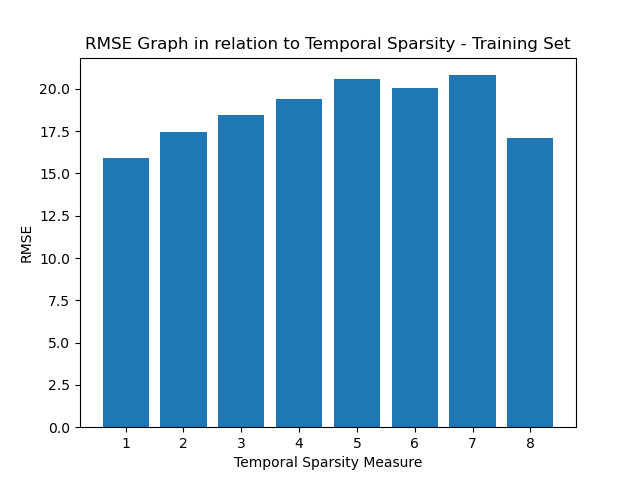 RMSE Graph in relation to Temporal Sparsity - Training Set
20.0
17.5
15.0
12.5
10.0
7.5
5.0
2.5
0.0
RMSE
1 2 3 4 5 6 7 8
Temporal Sparsity Measure